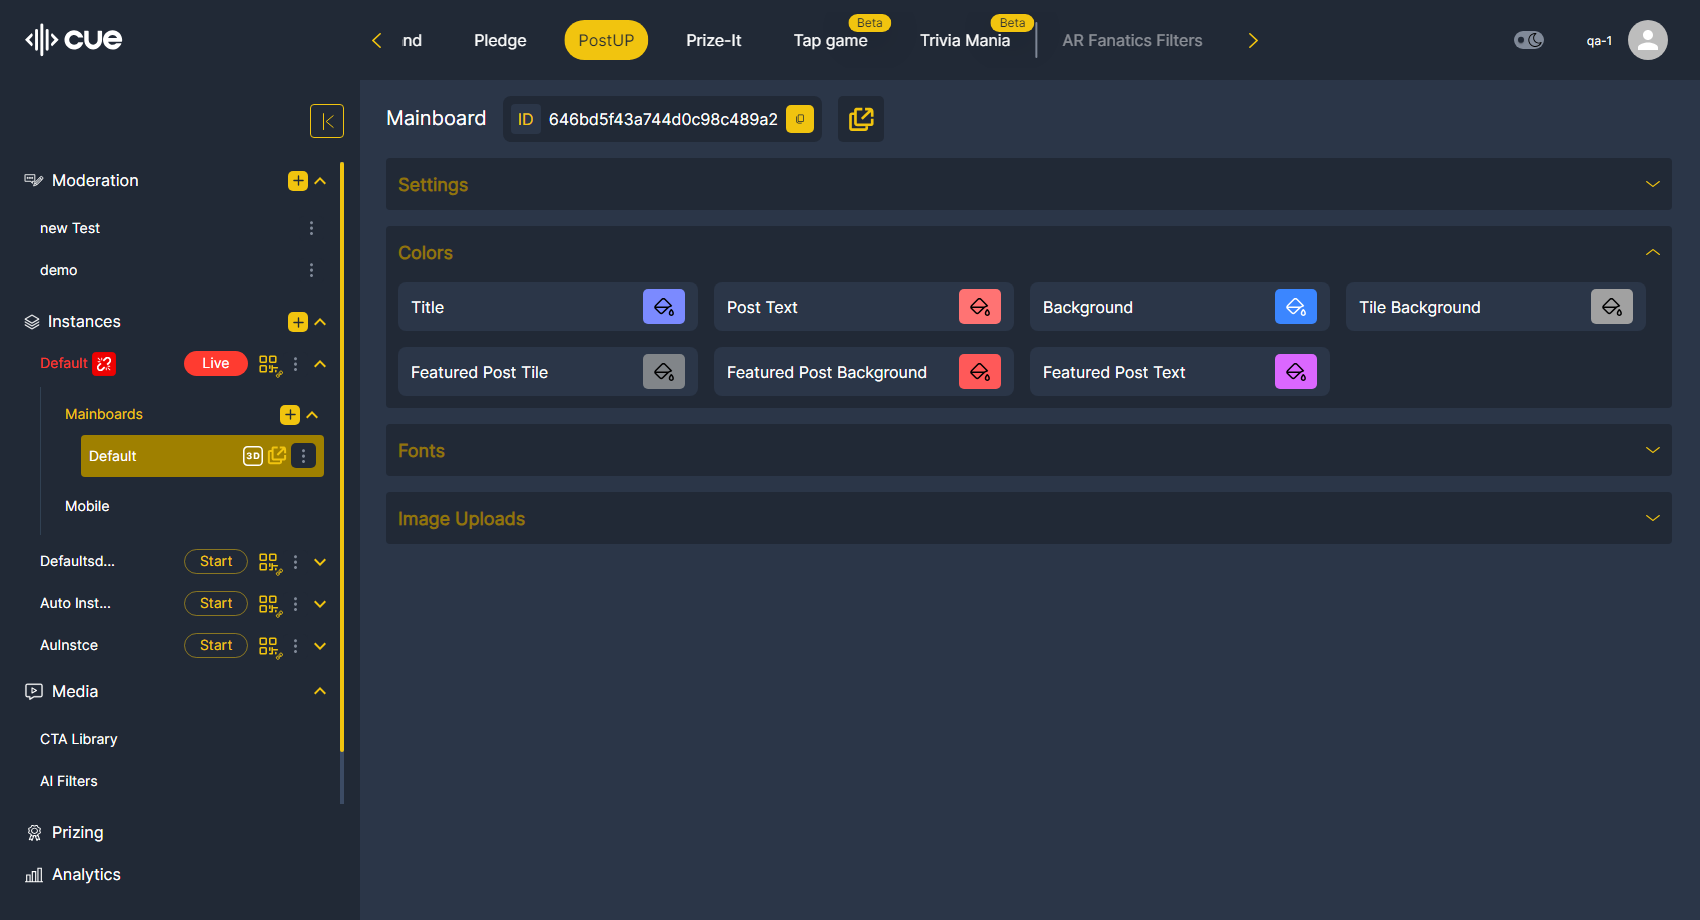 cue
nd
Pledge
PostUP
Prize-It
Tap game
Beta
Trivia Mania
Beta
AR Fanatics Filters
qa-1
Moderation
new Test
demo
Instances
Default
Live
Mainboards
Default
3D
Mobile
Defaultsd...
Start
Auto Inst...
Start
AuInstce
Start
Media
CTA Library
AI Filters
Prizing
Analytics
Mainboard
ID 646bd5f43a744d0c98c489a2
Settings
Colors
Title
Post Text
Background
Tile Background
Featured Post Tile
Featured Post Background
Featured Post Text
Fonts
Image Uploads